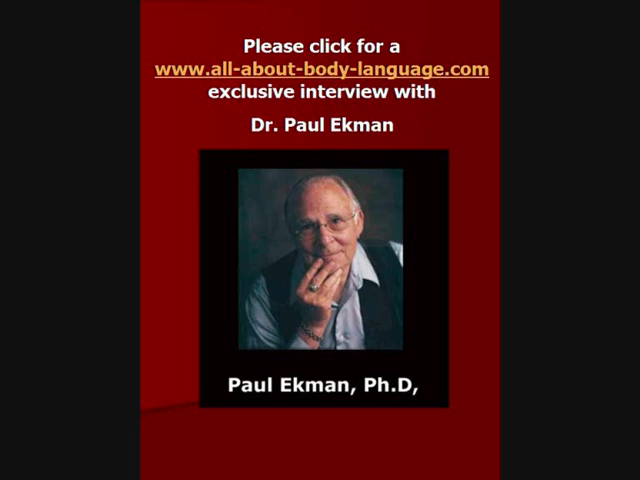 Please click for a
www.all-about-body-language.com
exclusive interview with
Dr. Paul Ekman
Paul Ekman, Ph.D,